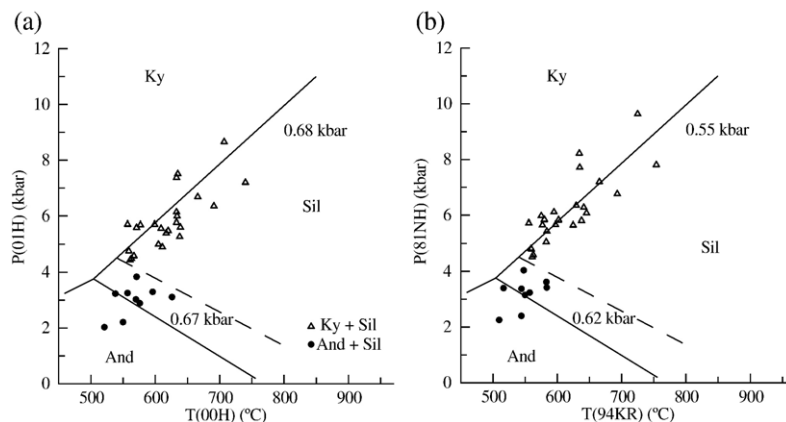 (a)
12
10
8
6
4
2
0
P(01H) (kbar)
Ky
0.68 kbar
Sil
0.67 kbar
And
Ky + Sil
And + Sil
500 600 700 800 900
T(00H) (ºC)
(b)
12
10
8
6
4
2
0
P(81NH) (kbar)
Ky
0.55 kbar
Sil
0.62 kbar
And
500 600 700 800 900
T(94KR) (ºC)